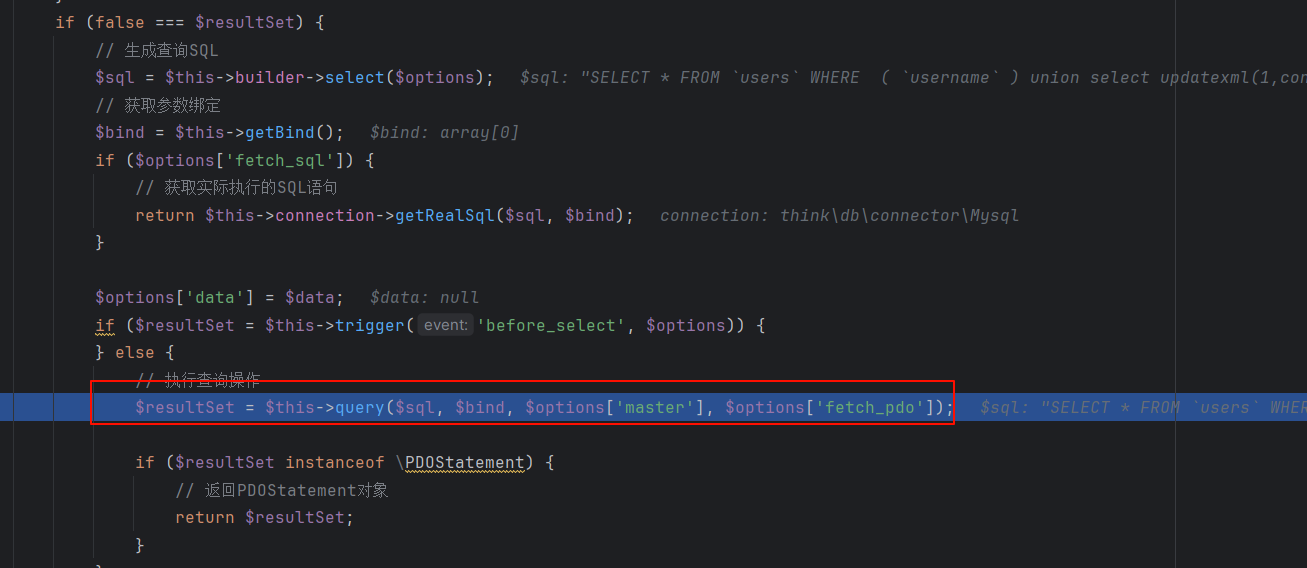 }
if (false === $resultSet) {
// 生成查询SQL
$sql = $this->builder->select($options);   $sql: "SELECT * FROM `users` WHERE  ( `username` ) union select updatexml(1,con
// 获取参数绑定
$bind = $this->getBind();   $bind: array[0]
if ($options['fetch_sql']) {
// 获取实际执行的SQL语句
return $this->connection->getRealSql($sql, $bind);   connection: think\db\connector\Mysql
}
$options['data'] = $data;   $data: null
if ($resultSet = $this->trigger( event: 'before_select', $options)) {
} else {
// 执行查询操作
$resultSet = $this->query($sql, $bind, $options['master'], $options['fetch_pdo']);   $sql: "SELECT * FROM `users` WHER
if ($resultSet instanceof \PDOStatement) {
// 返回PDOStatement对象
return $resultSet;
}
}